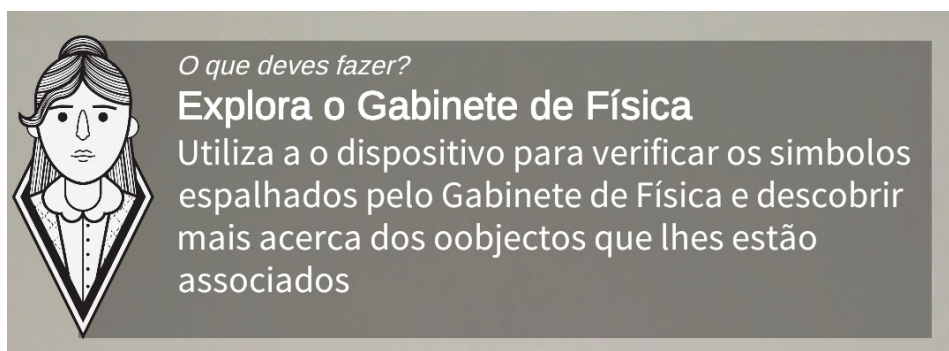 O que deves fazer?
Explora o Gabinete de Física
Utiliza a o dispositivo para verificar os simbolos
espalhados pelo Gabinete de Física e descobrir
mais acerca dos oobjectos que lhes estão
associados